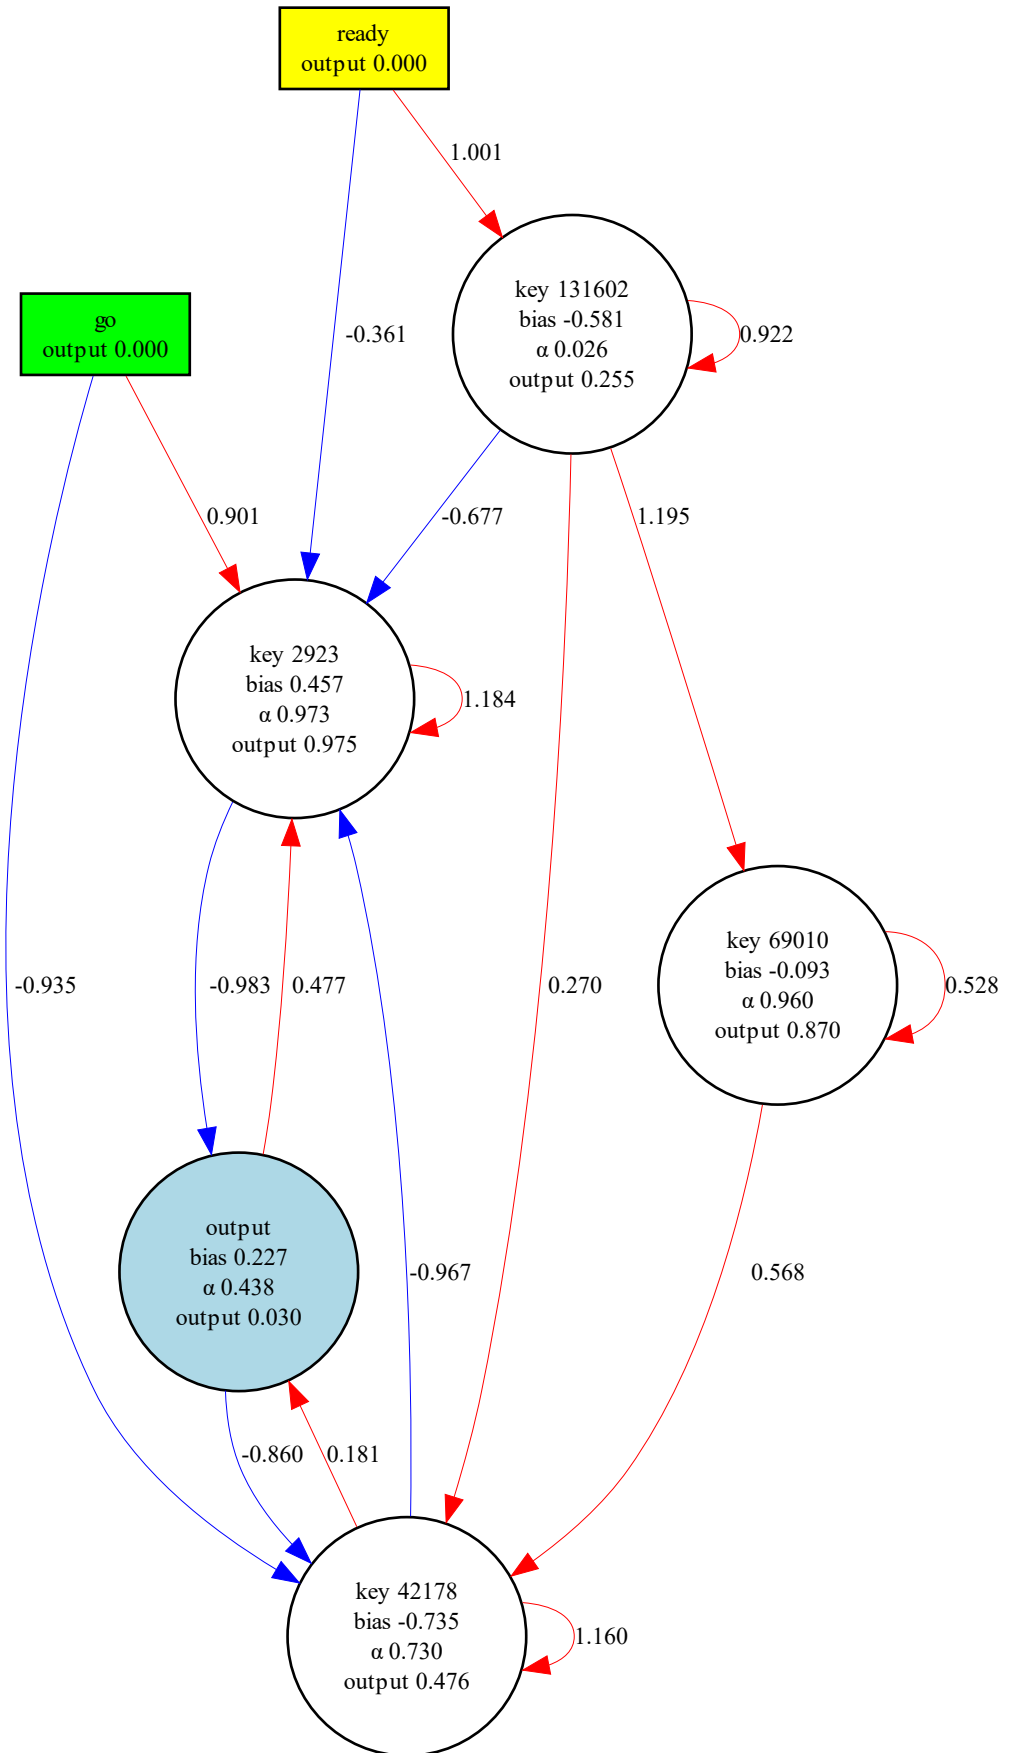 ready
output 0.000
1.001
key 131602
bias -0.581
α 0.026
output 0.255
0.922
go
output 0.000
-0.361
0.901
-0.677
1.195
key 2923
bias 0.457
α 0.973
output 0.975
1.184
key 69010
bias -0.093
α 0.960
output 0.870
0.528
-0.935
-0.983
0.477
0.270
output
bias 0.227
α 0.438
output 0.030
-0.967
0.568
-0.860
0.181
key 42178
bias -0.735
α 0.730
output 0.476
1.160